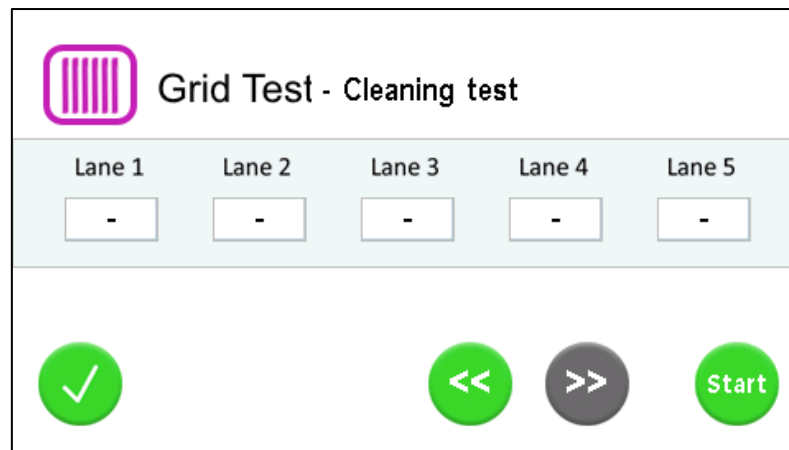 Grid Test - Cleaning test
Lane 1 Lane 2 Lane 3 Lane 4 Lane 5
- - - - -
<< >> Start